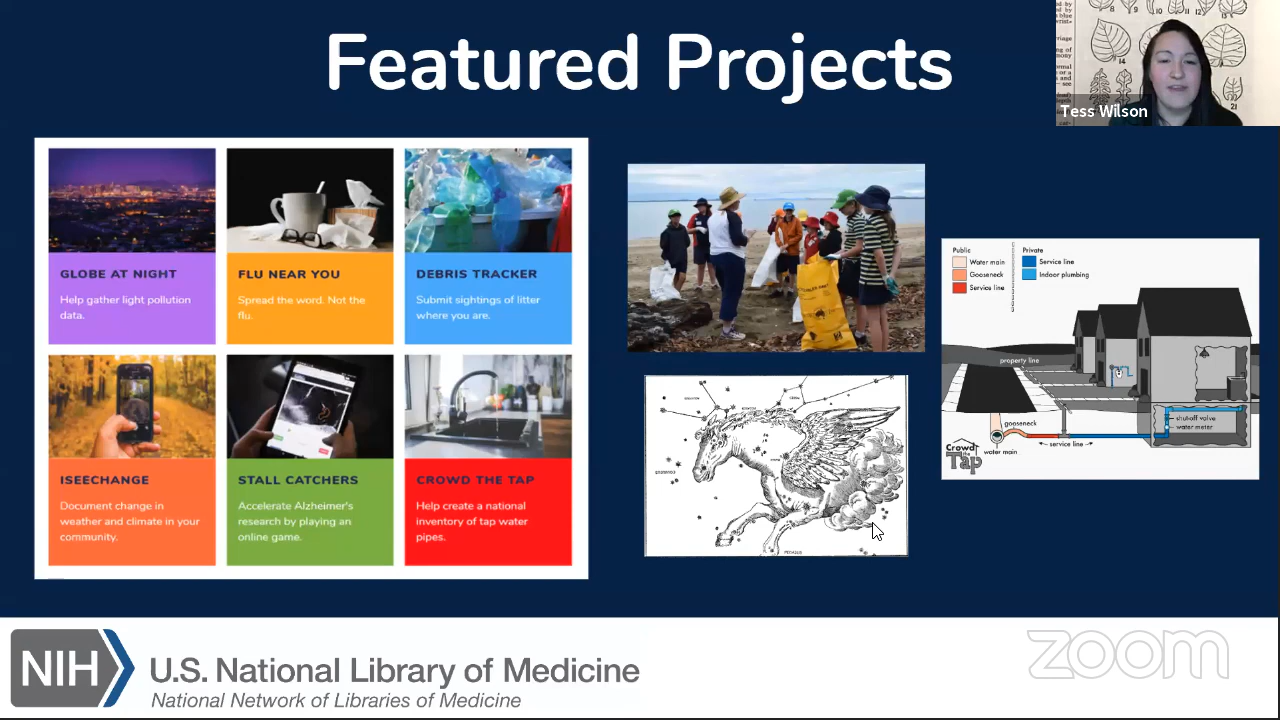 Featured Projects
Tess Wilson
GLOBE AT NIGHT
Help gather light pollution
data.
FLU NEAR YOU
Spread the word. Not the
flu.
DEBRIS TRACKER
Submit sightings of litter
where you are.
ISEECHANGE
Document change in
weather and climate in your
community.
STALL CATCHERS
Accelerate Alzheimer's
research by playing an
online game.
CROWD THE TAP
Help create a national
inventory of tap water
pipes.
PEGASUS
Public
Water main
Gooseneck
Service line
Private
Service line
Indoor plumbing
property line
gooseneck
water main
service line
shut-off valve
water meter
Crowd
the
Tap
NIH
U.S. National Library of Medicine
National Network of Libraries of Medicine
zoom